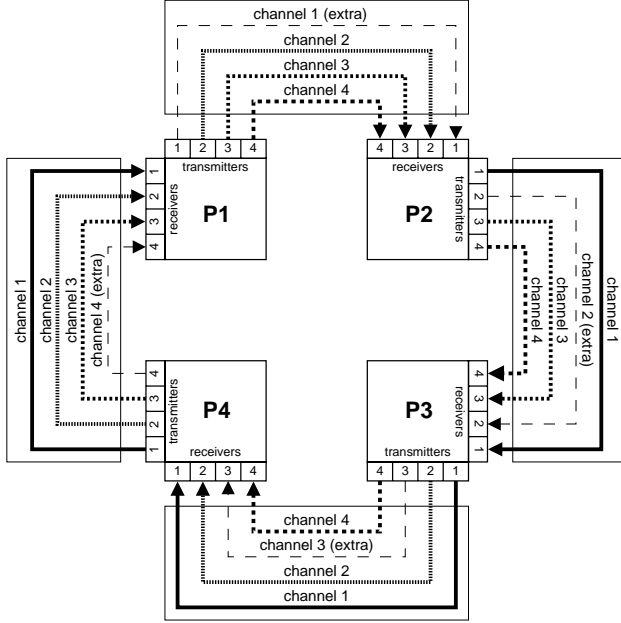 channel 1 (extra)
channel 2
channel 3
channel 4
1 2 3 4
transmitters
P1
receivers
1
2
3
4
4 3 2 1
receivers
P2
transmitters
1
2
3
4
channel 1
channel 2
channel 3
channel 4 (extra)
channel 4
channel 3
channel 2 (extra)
channel 1
4
3
2
1
transmitters
P4
receivers
1 2 3 4
4
3
2
1
receivers
P3
transmitters
4 3 2 1
channel 4
channel 3 (extra)
channel 2
channel 1